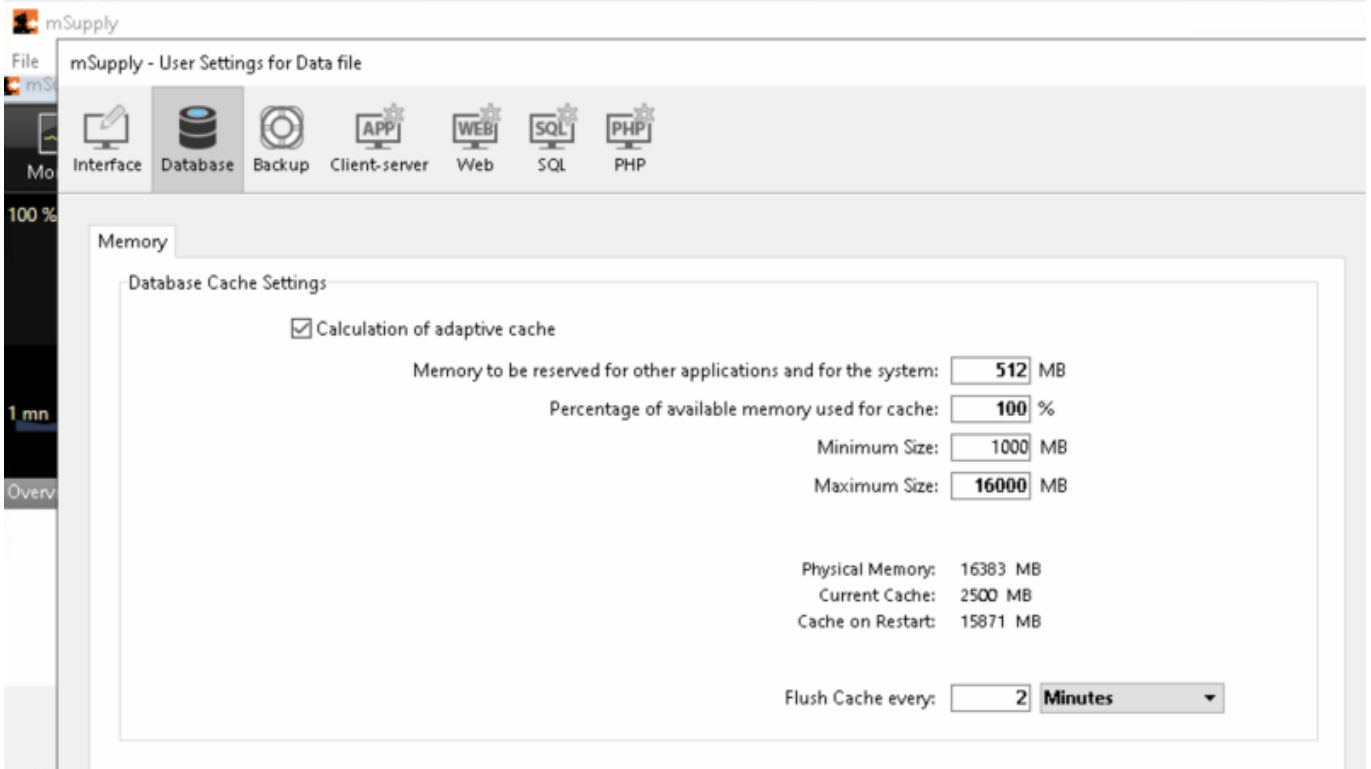 mSupply
File
mSupply - User Settings for Data file
Interface Database Backup Client-server Web SQL PHP
APP WEB SQL PHP
100 %
Memory
Database Cache Settings
Calculation of adaptive cache
Memory to be reserved for other applications and for the system: 512 MB
Percentage of available memory used for cache: 100 %
Minimum Size: 1000 MB
1 mn
Maximum Size: 16000 MB
Physical Memory: 16383 MB
Current Cache: 2500 MB
Cache on Restart: 15871 MB
Flush Cache every: 2 Minutes